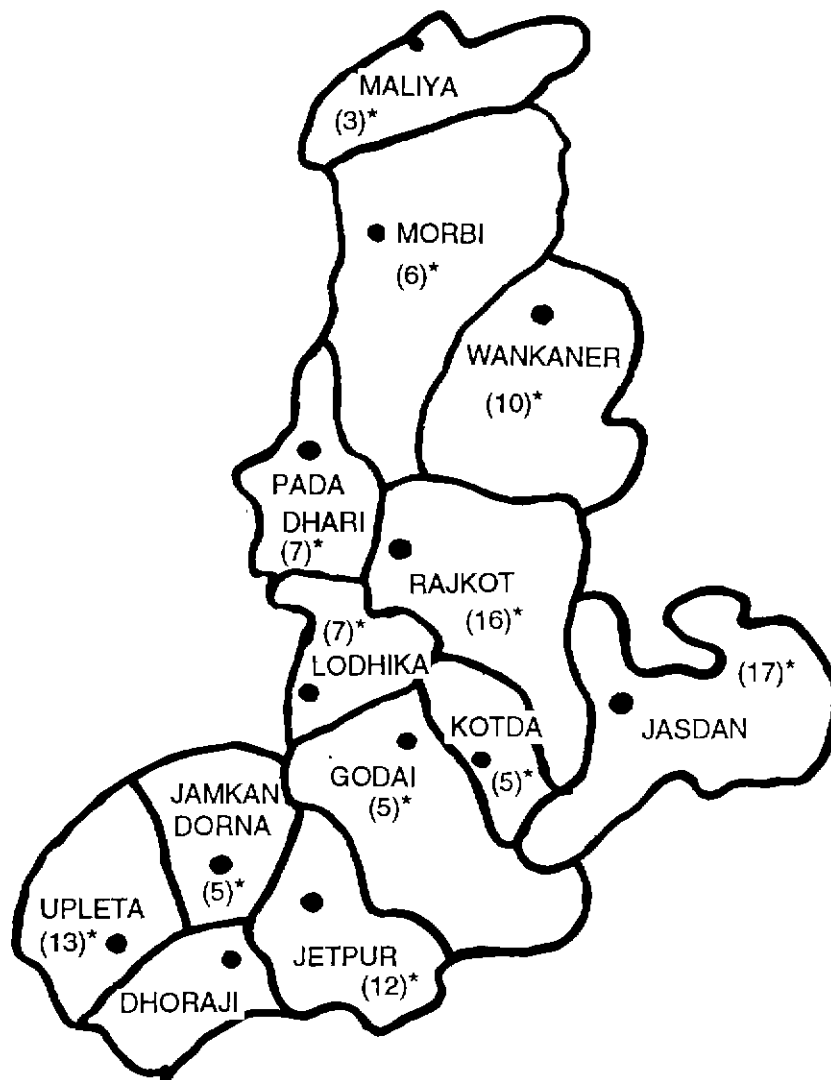 MALIYA
(3)*
MORBI
(6)*
WANKANER
(10)*
PADA
DHARI
(7)*
RAJKOT
(16)*
(7)*
LODHIKA
(17)*
JASDAN
KOTDA
(5)*
GODAI
(5)*
JAMKAN
DORNA
(5)*
UPLETA
(13)*
JETPUR
(12)*
DHORAJI